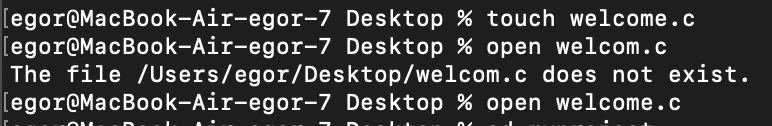 [egor@MacBook-Air-egor-7 Desktop % touch welcome.c
[egor@MacBook-Air-egor-7 Desktop % open welcom.c
The file /Users/egor/Desktop/welcom.c does not exist.
[egor@MacBook-Air-egor-7 Desktop % open welcome.c